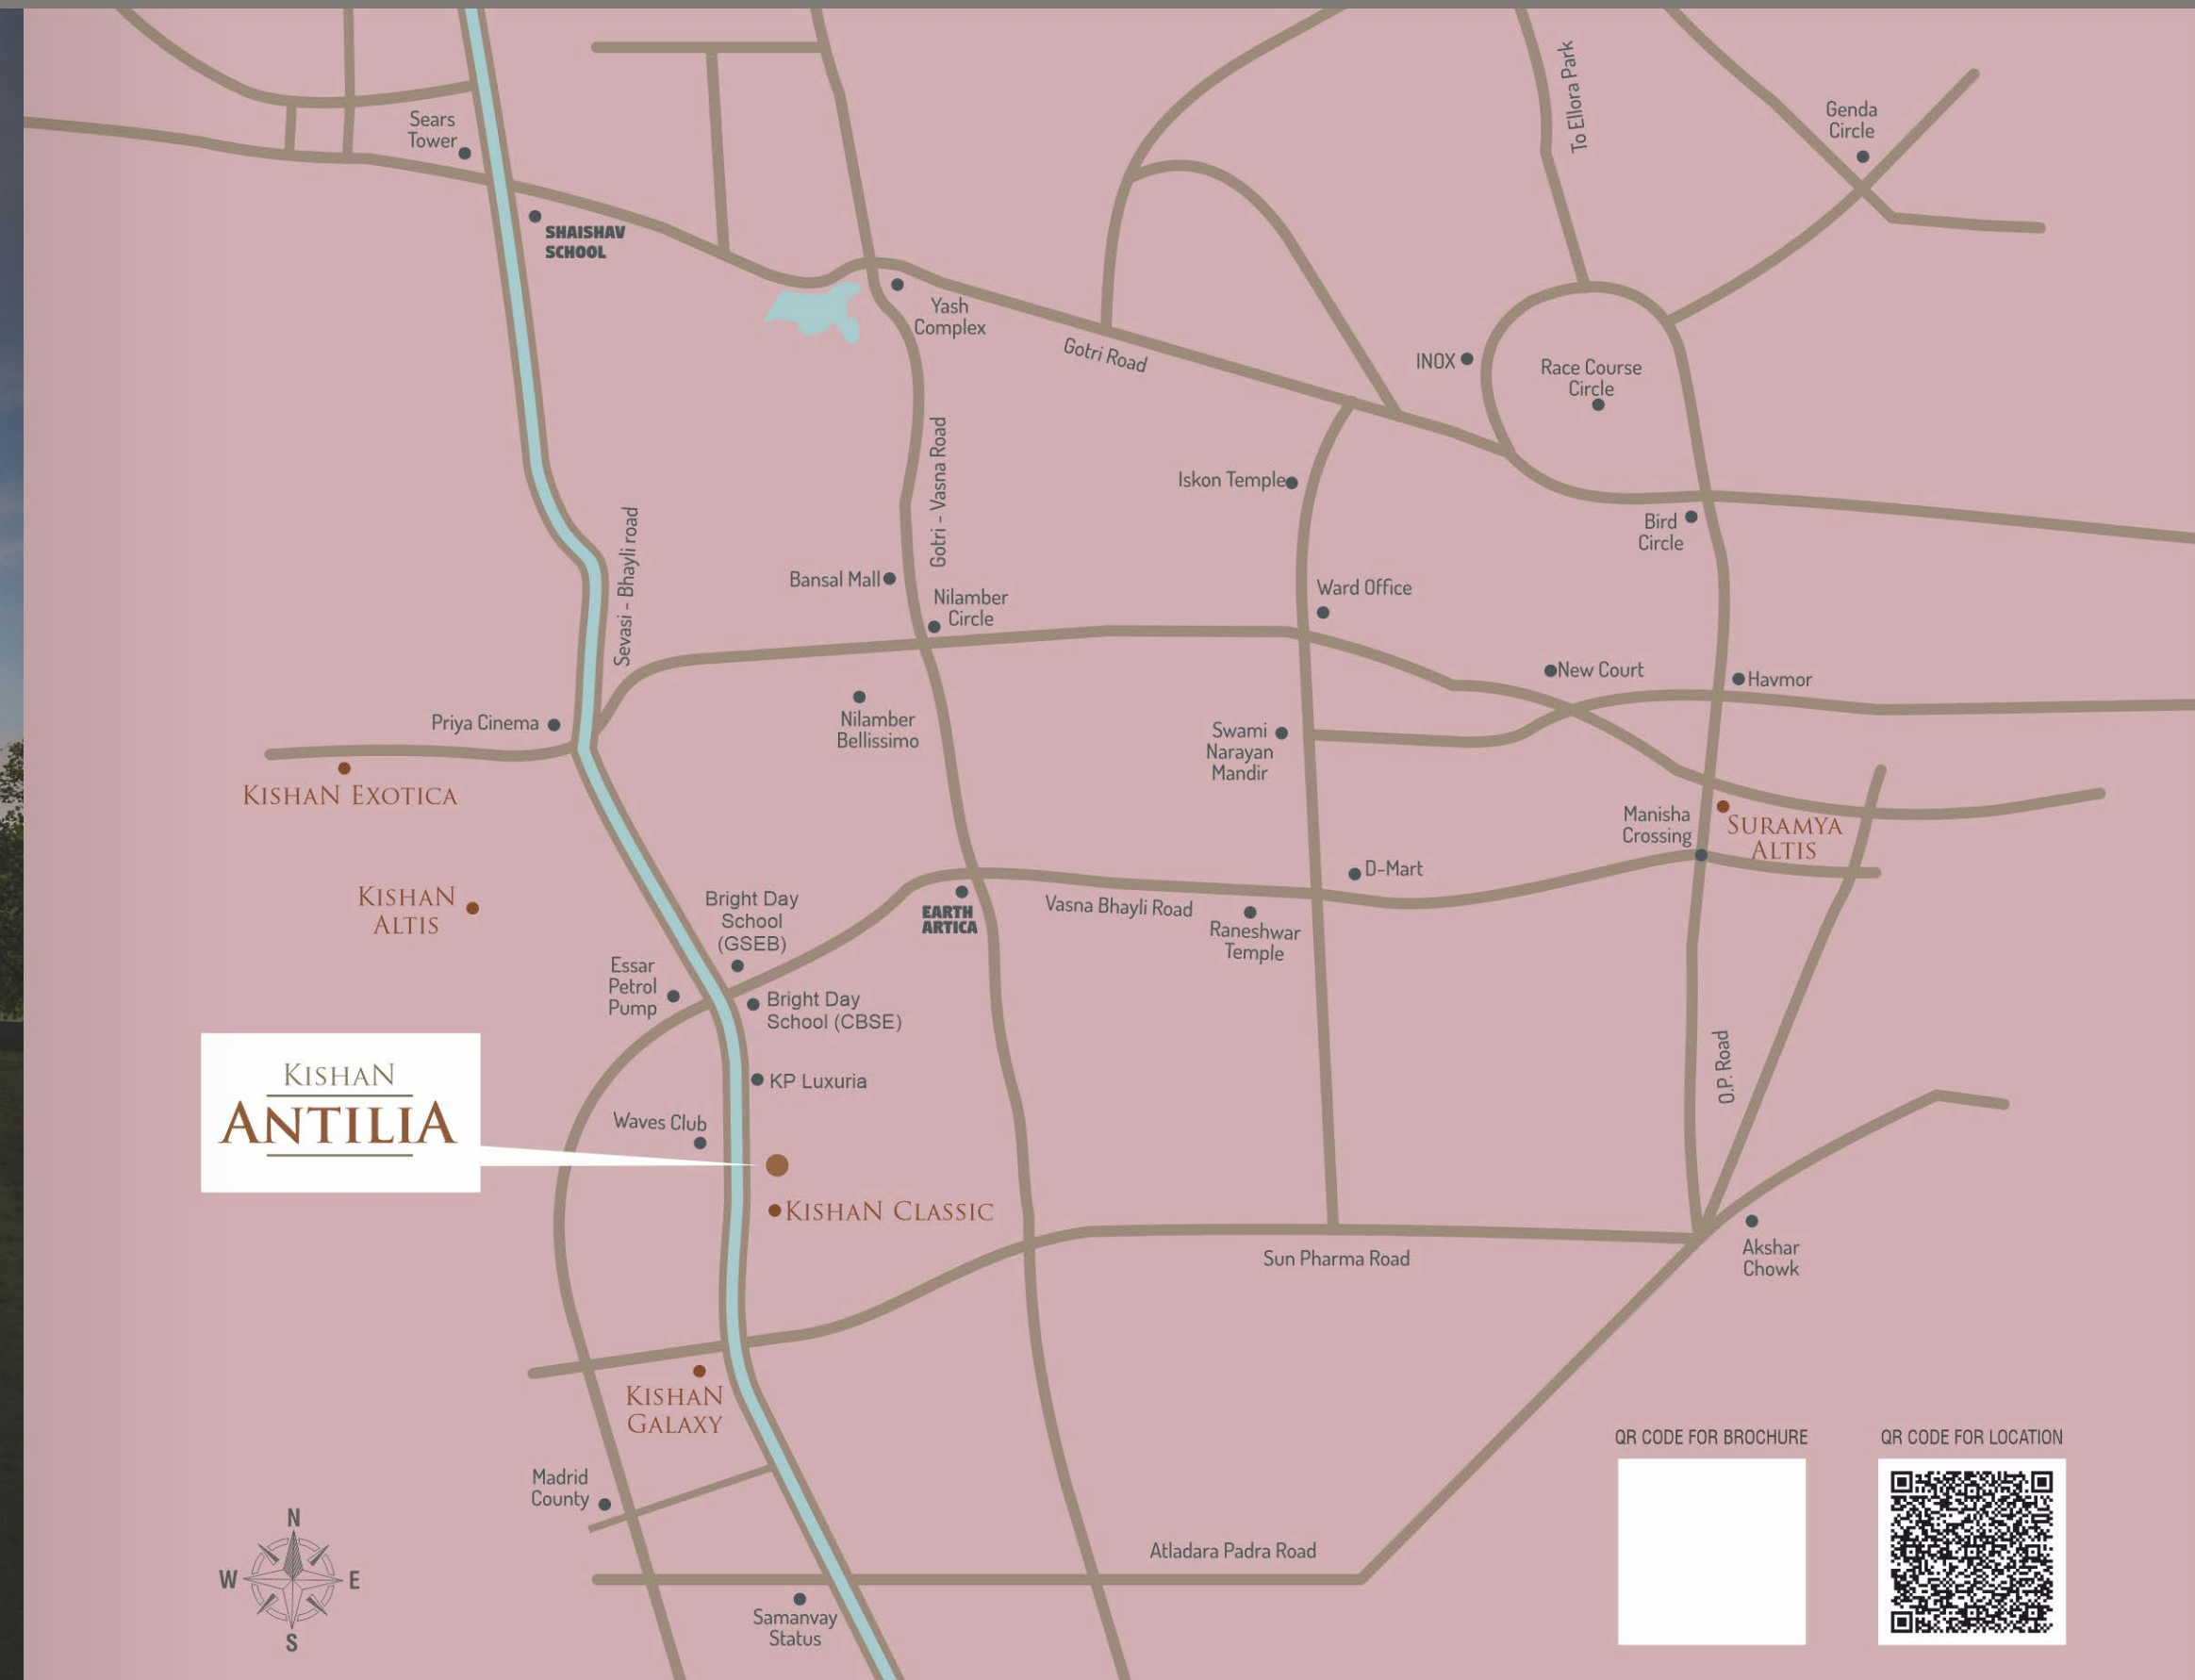 To Ellora Park
Genda
Circle
Sears
Tower
SHAISHAV
SCHOOL
Yash
Complex
Gotri Road
INOX
Race Course
Circle
Gotri - Vasna Road
Iskon Temple
Bird
Circle
Sevasi - Bhayli road
Bansal Mall
Nilamber
Circle
Ward Office
New Court
Havmor
Priya Cinema
Nilamber
Bellissimo
Swami
Narayan
Mandir
KISHAN EXOTICA
Manisha
Crossing
SURAMYA
ALTIS
KISHAN
ALTIS
Bright Day
School
(GSEB)
EARTH
ARTICA
Vasna Bhayli Road
D-Mart
Raneshwar
Temple
Essar
Petrol
Pump
Bright Day
School (CBSE)
KISHAN
ANTILIA
KP Luxuria
O.P. Road
Waves Club
KISHAN CLASSIC
Sun Pharma Road
Akshar
Chowk
KISHAN
GALAXY
QR CODE FOR BROCHURE
QR CODE FOR LOCATION
Madrid
County
N
W
E
S
Atladara Padra Road
Samanvay
Status